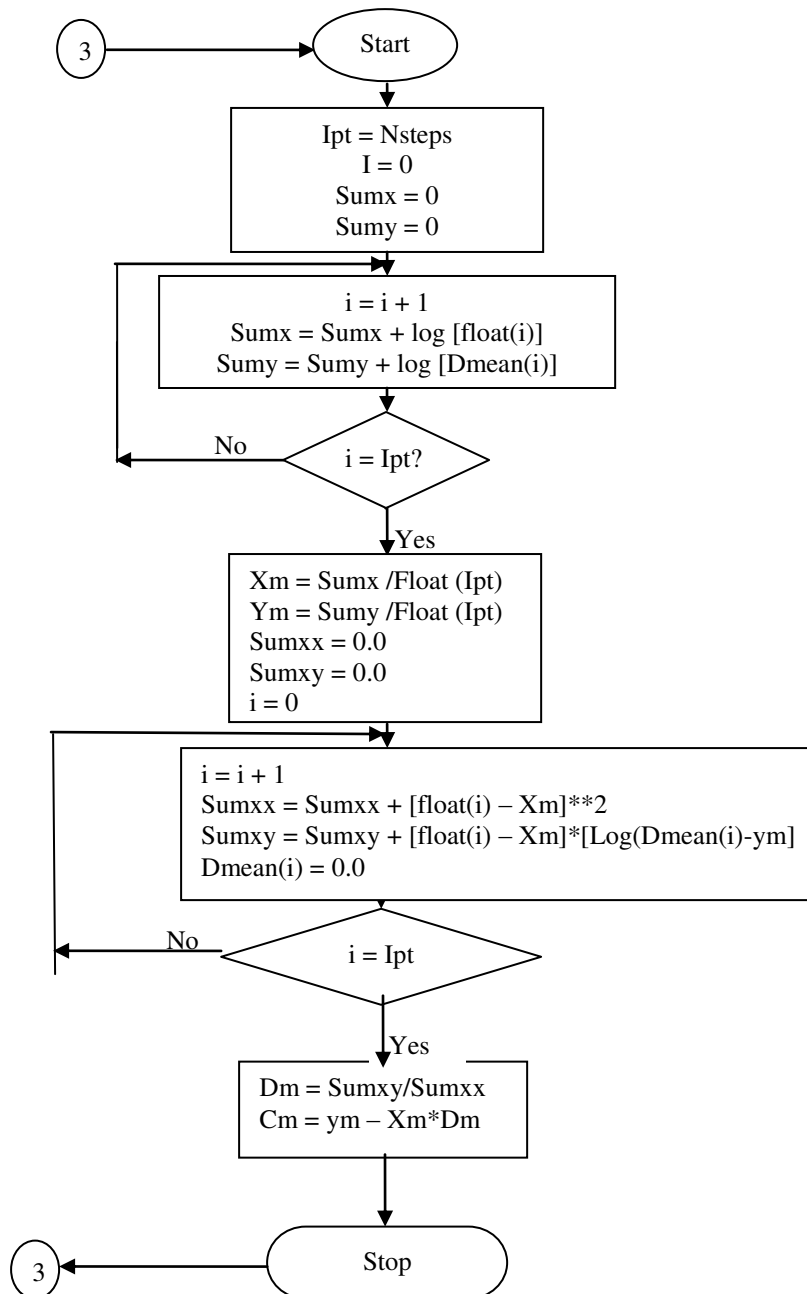 3
Start
Ipt = Nsteps
I = 0
Sumx = 0
Sumy = 0
i = i + 1
Sumx = Sumx + log [float(i)]
Sumy = Sumy + log [Dmean(i)]
No
i = Ipt?
Yes
Xm = Sumx /Float (Ipt)
Ym = Sumy /Float (Ipt)
Sumxx = 0.0
Sumxy = 0.0
i = 0
i = i + 1
Sumxx = Sumxx + [float(i) – Xm]**2
Sumxy = Sumxy + [float(i) – Xm]*[Log(Dmean(i)-ym]
Dmean(i) = 0.0
No
i = Ipt
Yes
Dm = Sumxy/Sumxx
Cm = ym – Xm*Dm
Stop
3